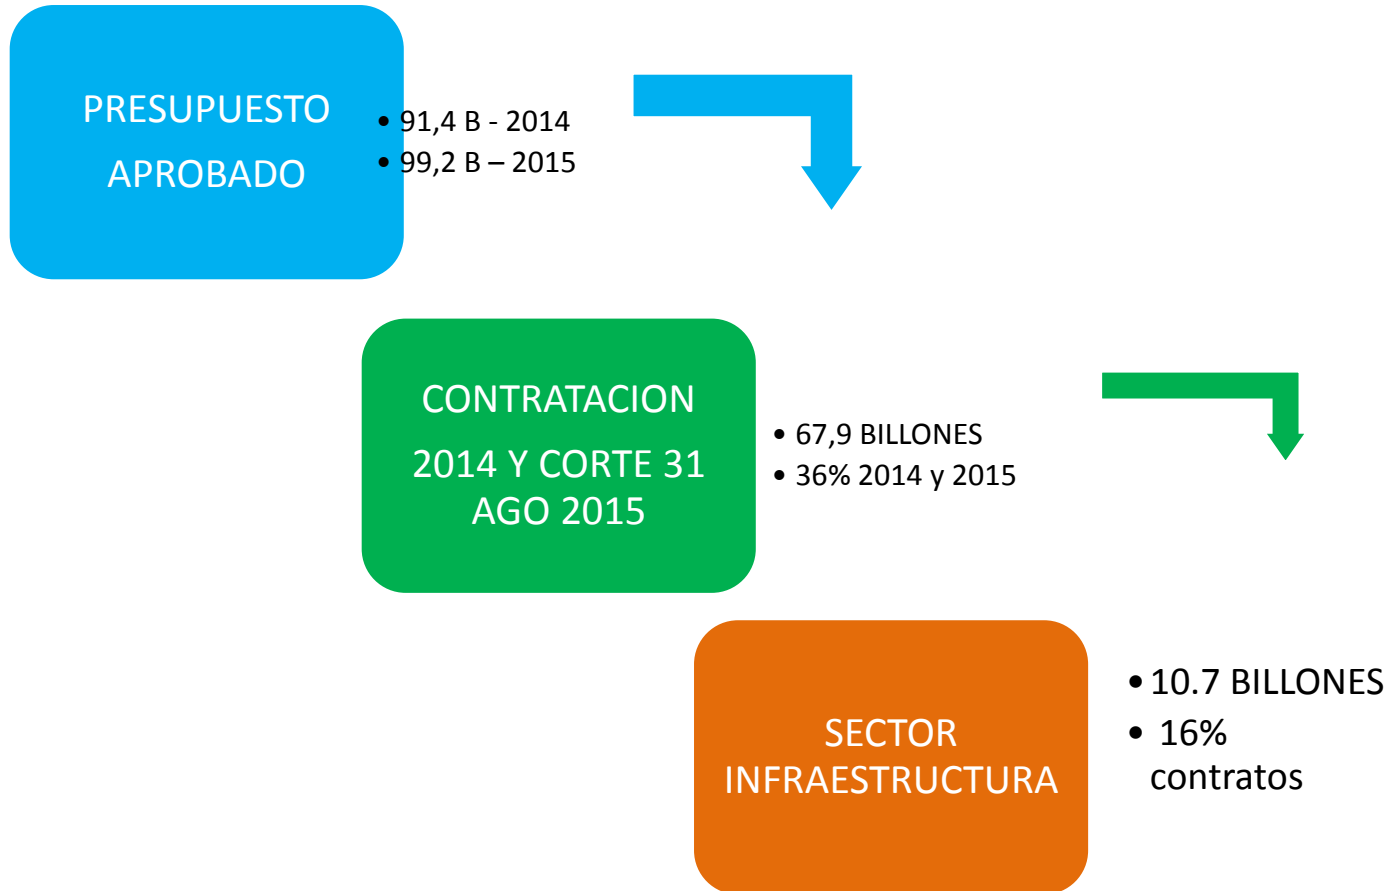 PRESUPUESTO
APROBADO
• 91,4 B - 2014
• 99,2 B – 2015
CONTRATACION
2014 Y CORTE 31
AGO 2015
• 67,9 BILLONES
• 36% 2014 y 2015
SECTOR
INFRAESTRUCTURA
• 10.7 BILLONES
• 16%
contratos